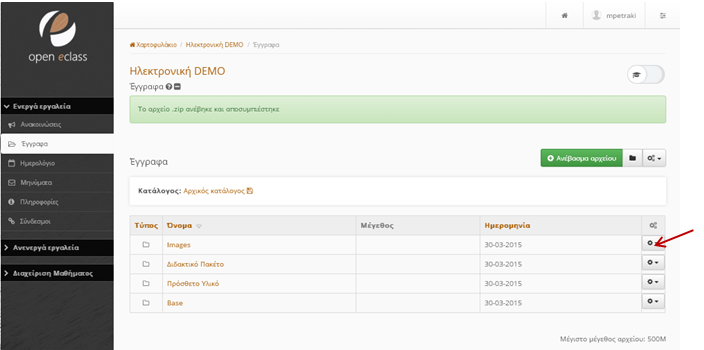 mpetraki
open eclass
Χαρτοφυλάκιο / Ηλεκτρονική DEMO / Έγγραφα
Ηλεκτρονική DEMO
Έγγραφα
Το αρχείο .zip ανέβηκε και αποσυμπιέστηκε
Ενεργά εργαλεία
Ανακοινώσεις
Έγγραφα
Ημερολόγιο
Μηνύματα
Πληροφορίες
Σύνδεσμοι
Ανενεργά εργαλεία
Διαχείριση Μαθήματος
Έγγραφα
Ανέβασμα αρχείου
Κατάλογος: Αρχικός κατάλογος
Τύπος Όνομα Μέγεθος Ημερομηνία
Images 30-03-2015
Διδακτικό Πακέτο 30-03-2015
Πρόσθετο Υλικό 30-03-2015
Base 30-03-2015
Μέγιστο μέγεθος αρχείου: 500M